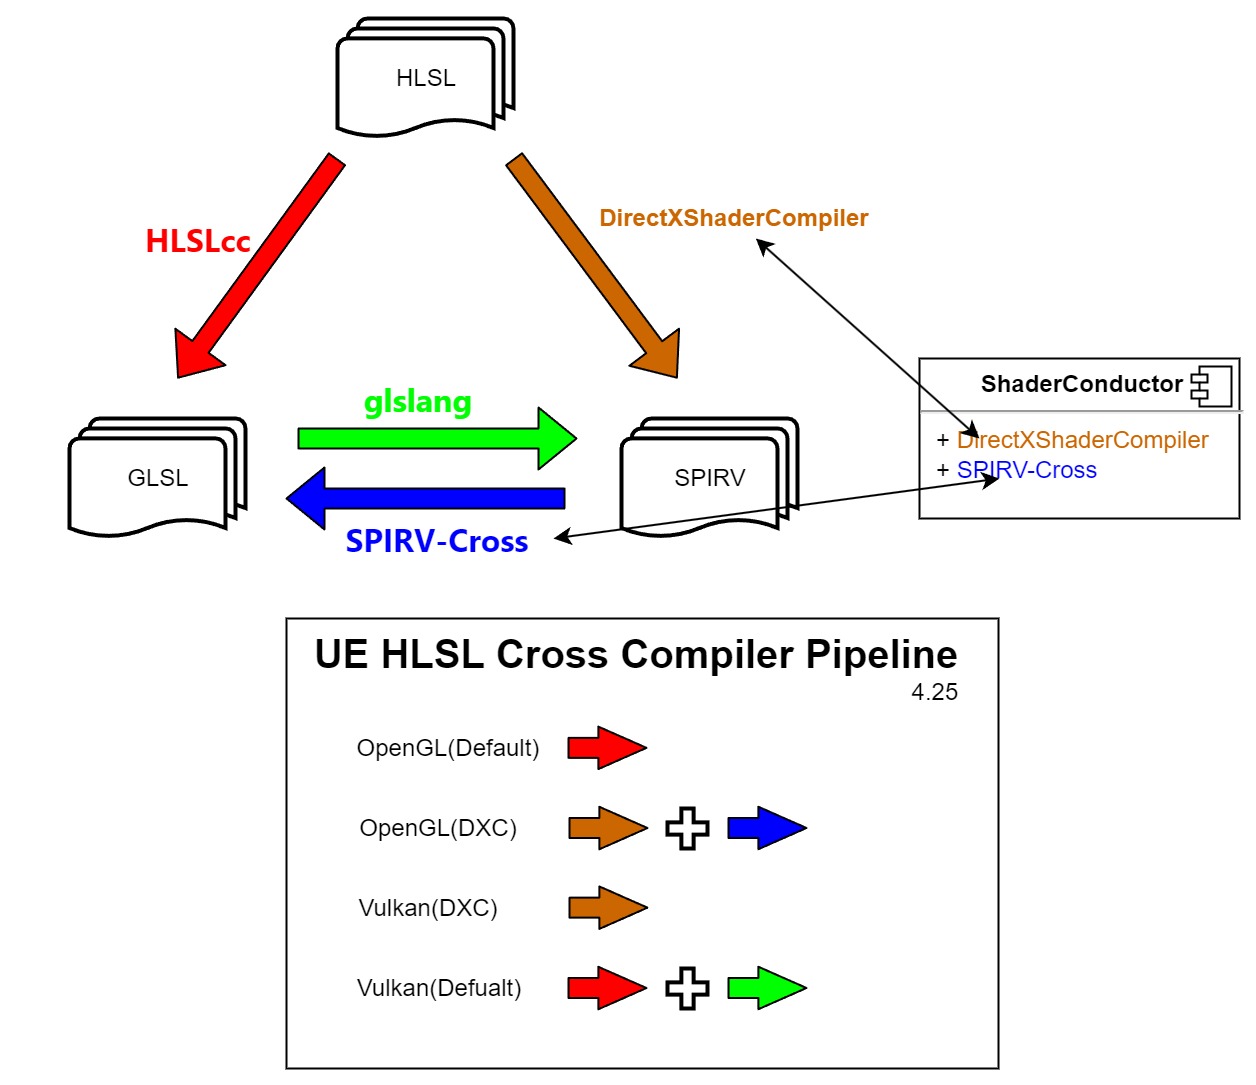 HLSL
HLSLcc
DirectXShaderCompiler
ShaderConductor
+ DirectXShaderCompiler
+ SPIRV-Cross
glslang
GLSL
SPIRV
SPIRV-Cross
UE HLSL Cross Compiler Pipeline
4.25
OpenGL(Default)
OpenGL(DXC)
Vulkan(DXC)
Vulkan(Defualt)